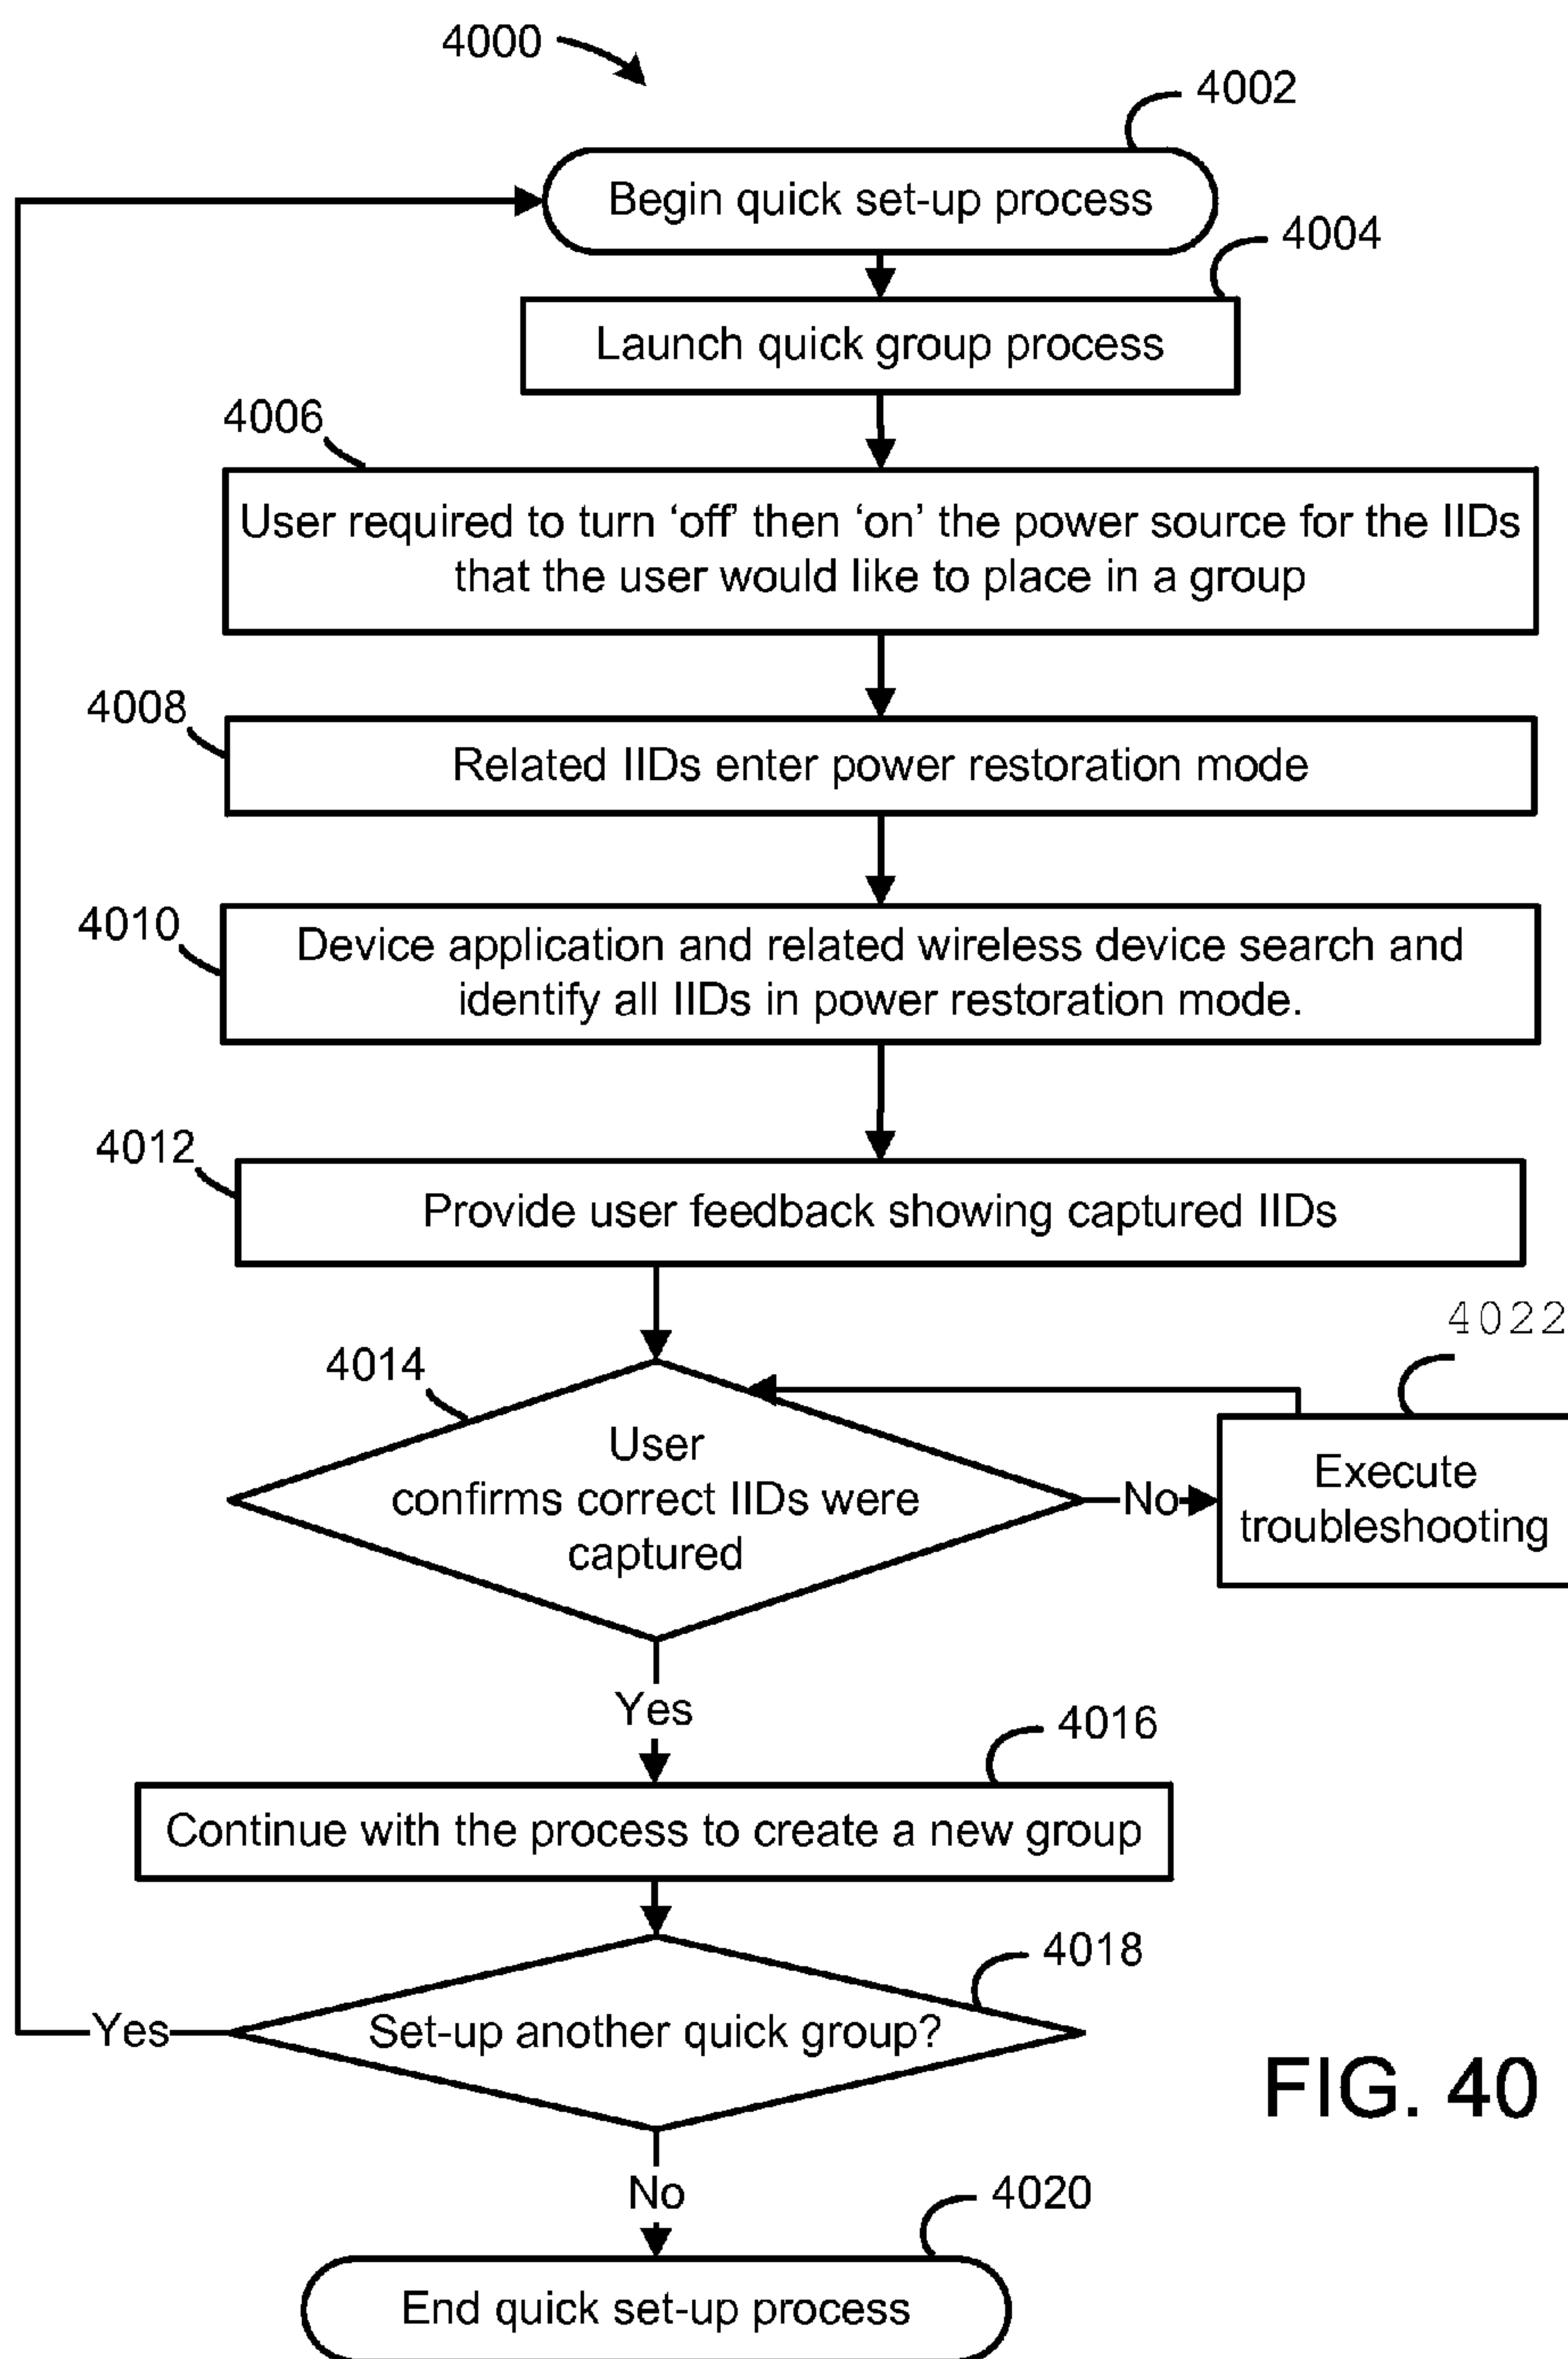 4000
4002
Begin quick set-up process
4004
Launch quick group process
4006
User required to turn ‘off’ then ‘on’ the power source for the IIDs
that the user would like to place in a group
4008
Related IIDs enter power restoration mode
4010
Device application and related wireless device search and
identify all IIDs in power restoration mode.
4012
Provide user feedback showing captured IIDs
4022
4014
User
confirms correct IIDs were
captured
No
Execute
troubleshooting
Yes
4016
Continue with the process to create a new group
4018
Yes
Set-up another quick group?
FIG. 40
No
4020
End quick set-up process